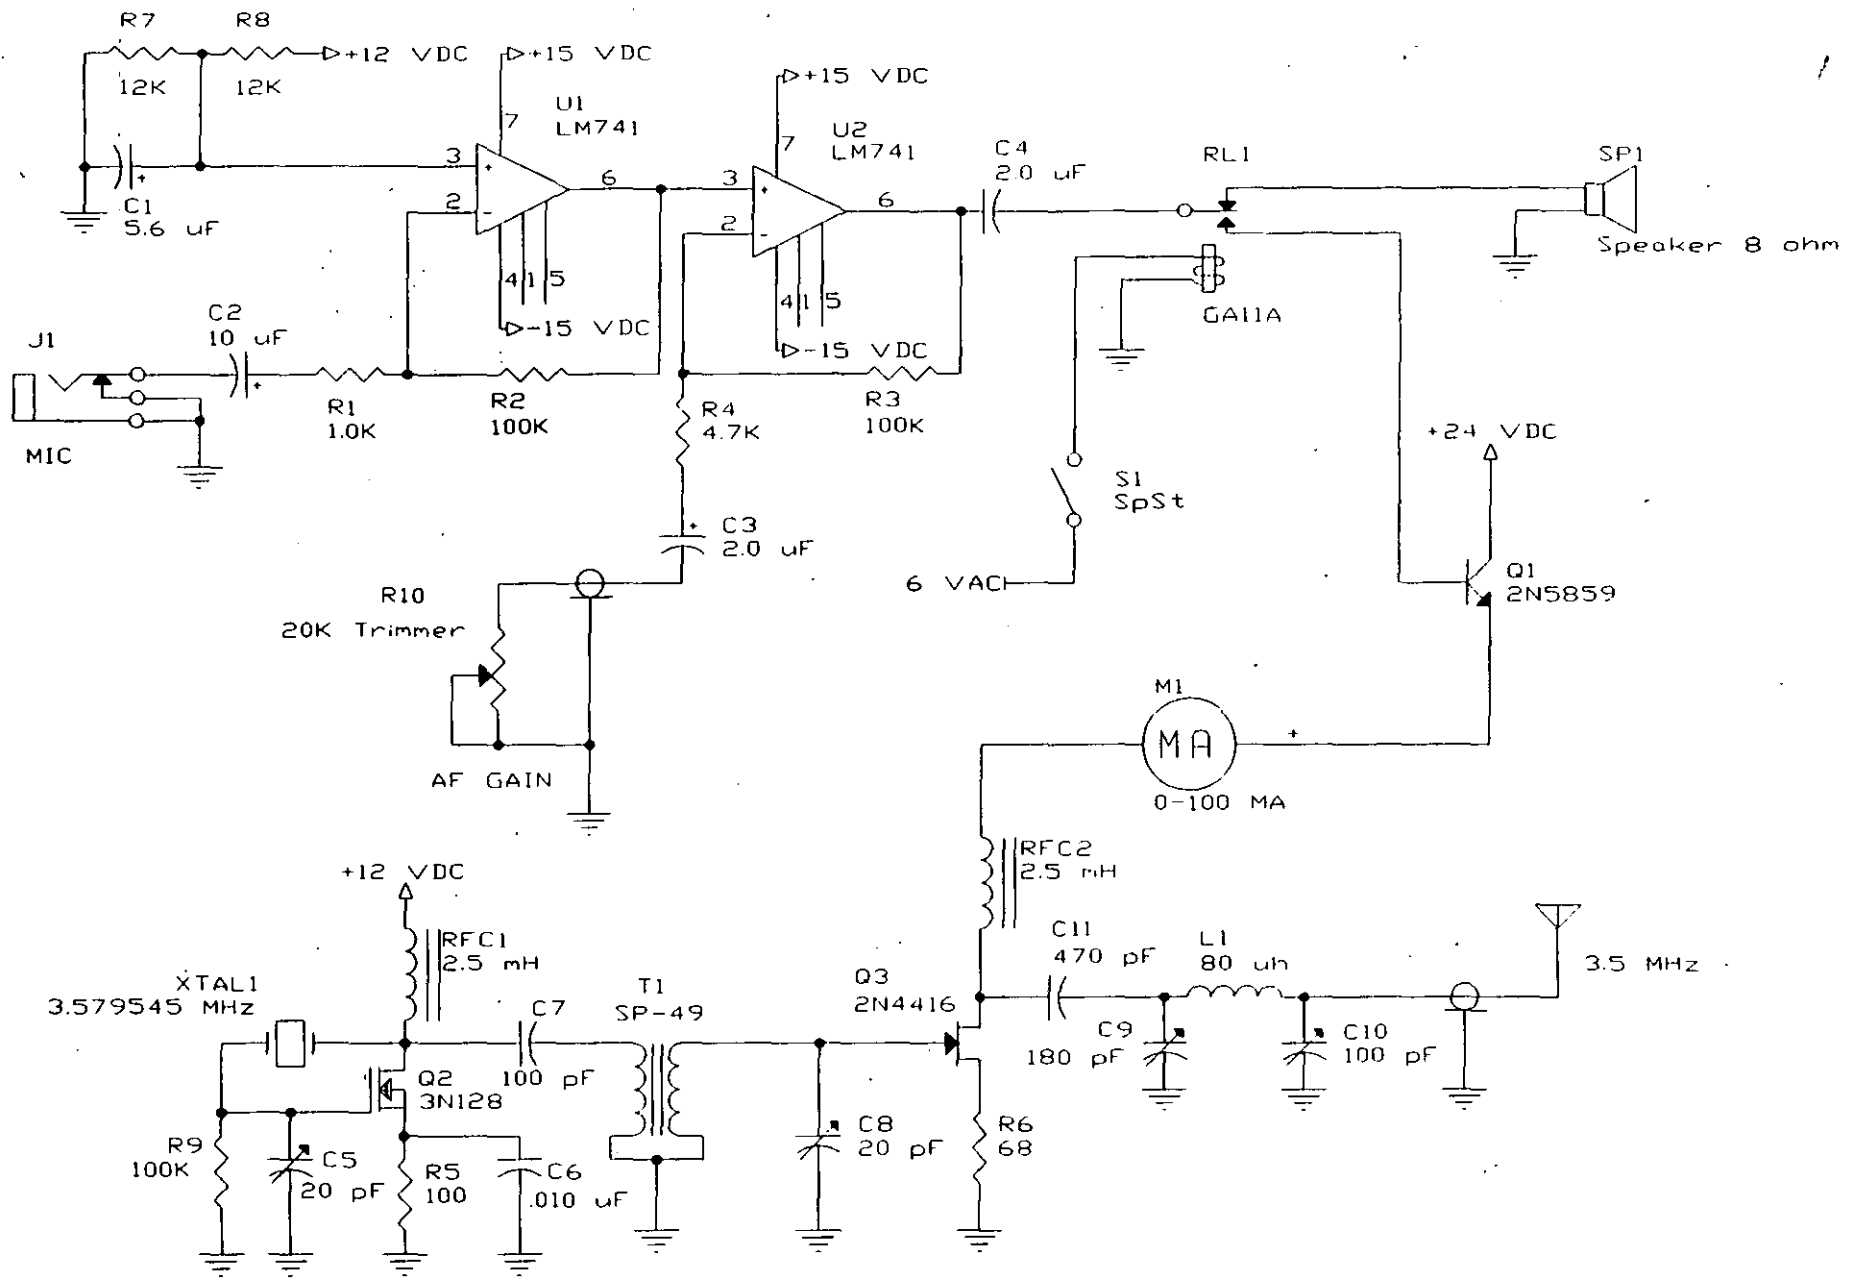 R7
12K
R8
12K
+12 VDC
+15 VDC
7
U1
LM741
3
+
2
-
6
4
1
5
-15 VDC
C1
5.6 uF
+
J1
MIC
C2
10 uF
+
R1
1.0K
R2
100K
+15 VDC
7
U2
LM741
3
+
2
-
6
4
1
5
-15 VDC
R4
4.7K
R3
100K
C4
2.0 uF
RL1
GA11A
SP1
Speaker 8 ohm
S1
SpSt
6 VAC
+
C3
2.0 uF
R10
20K Trimmer
AF GAIN
+24 VDC
Q1
2N5859
M1
MA
+
0-100 MA
+12 VDC
RFC1
2.5 mH
XTAL1
3.579545 MHz
Q2
3N128
C7
100 pF
T1
SP-49
R9
100K
C5
20 pF
R5
100
C6
.010 uF
C8
20 pF
Q3
2N4416
R6
68
RFC2
2.5 mH
C11
470 pF
L1
80 uh
C9
180 pF
C10
100 pF
3.5 MHz